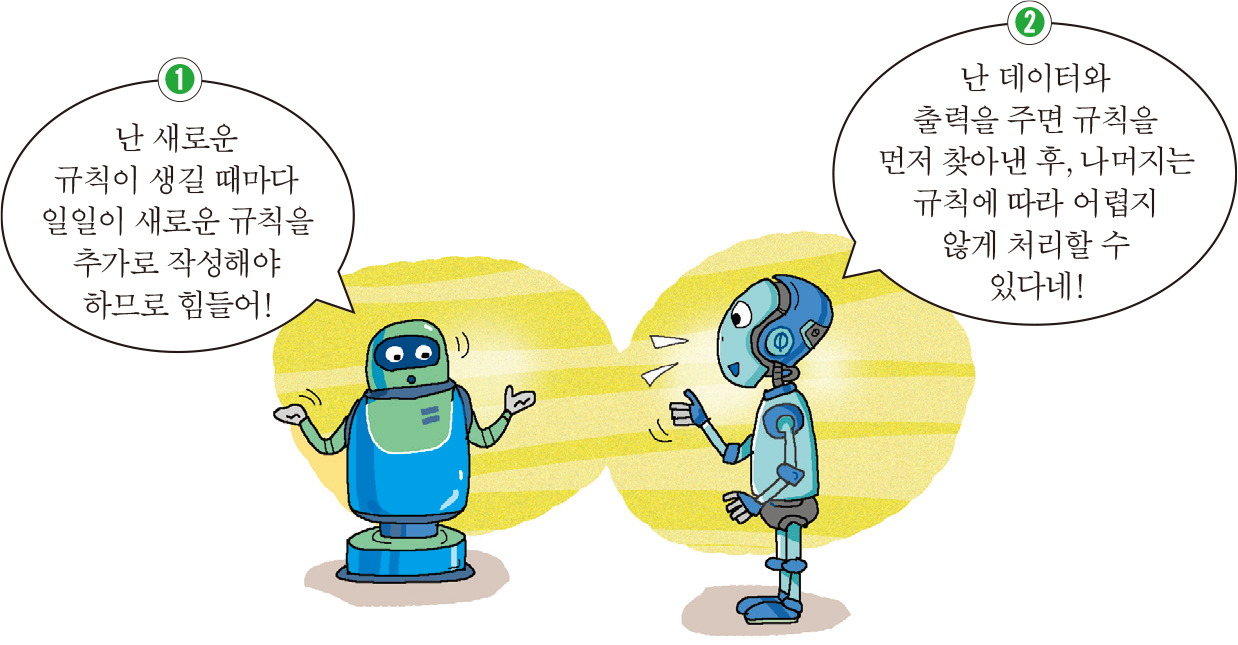 1
난 새로운
규칙이 생길 때마다
일일이 새로운 규칙을
추가로 작성해야
하므로 힘들어!
2
난 데이터와
출력을 주면 규칙을
먼저 찾아낸 후, 나머지는
규칙에 따라 어렵지
않게 처리할 수
있다네!